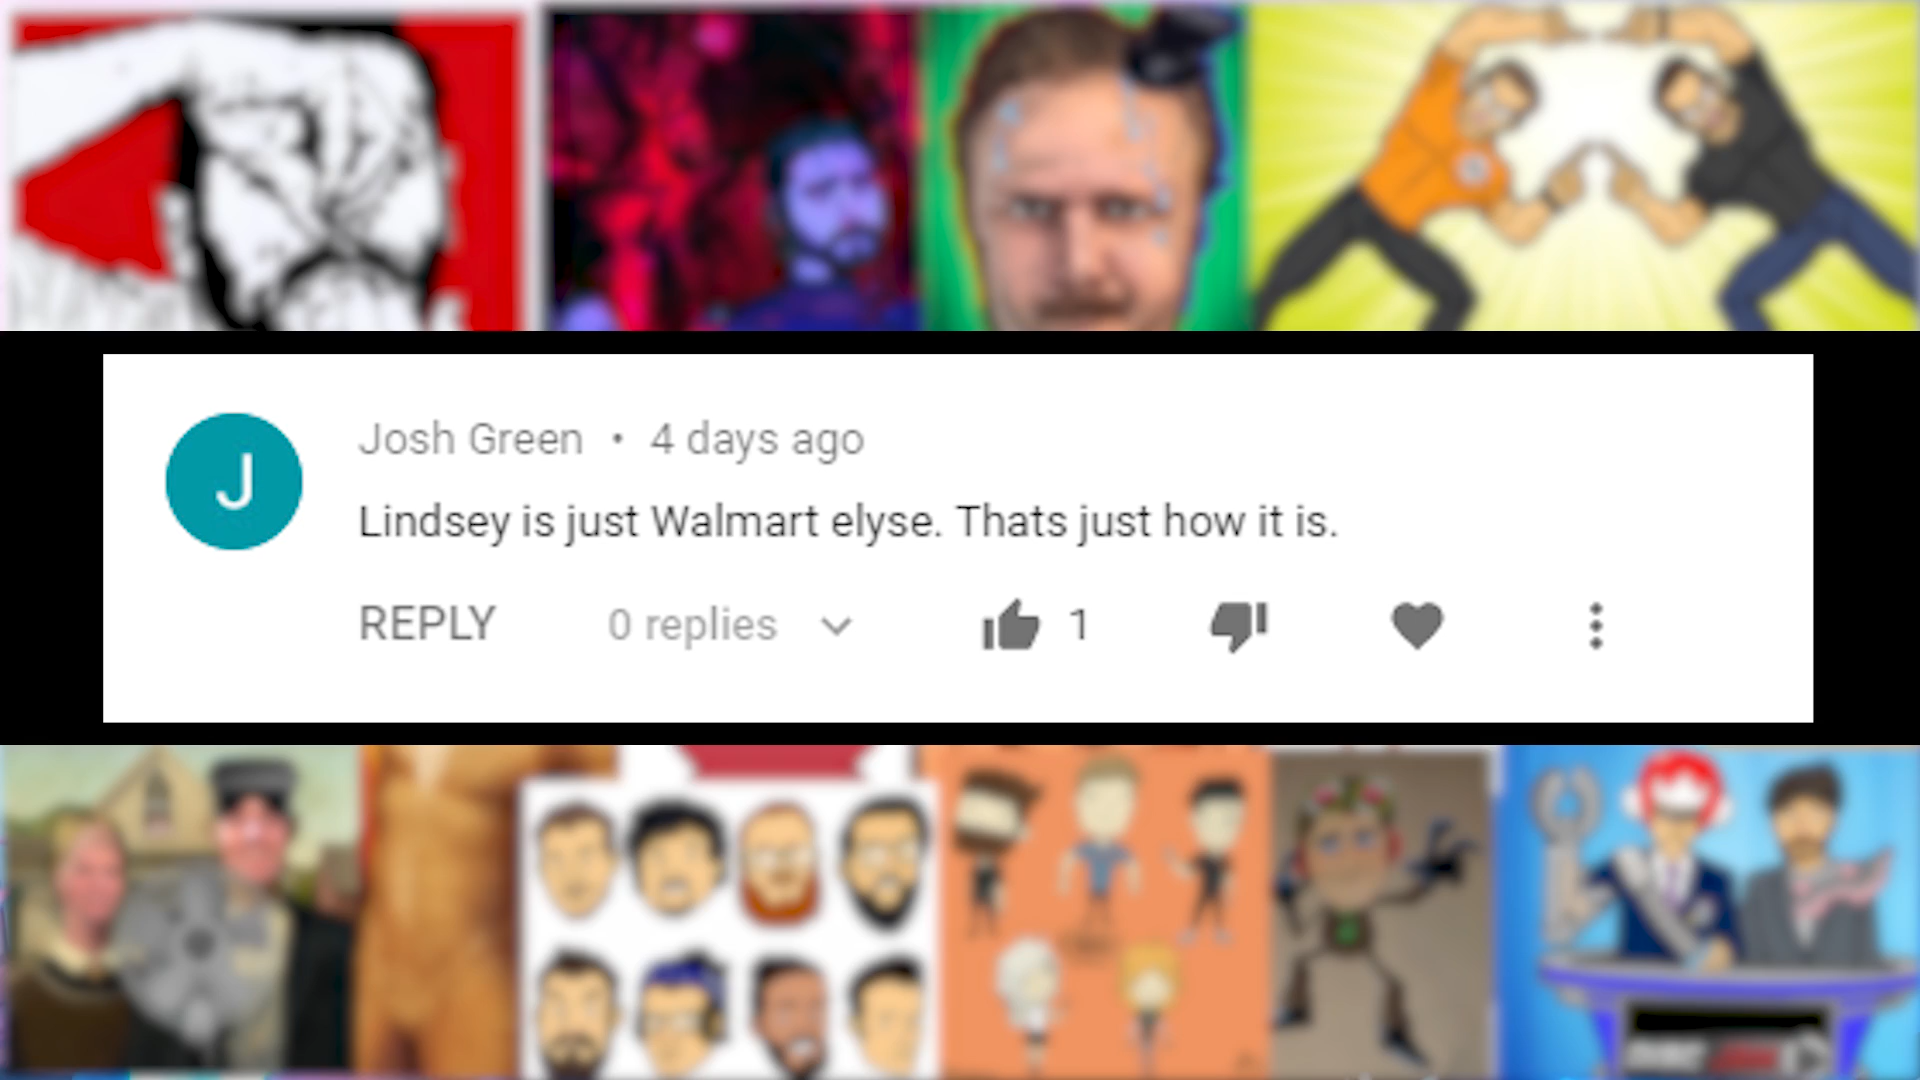 Josh Green • 4 days ago
J
Lindsey is just Walmart elyse. Thats just how it is.
REPLY 0 replies 1